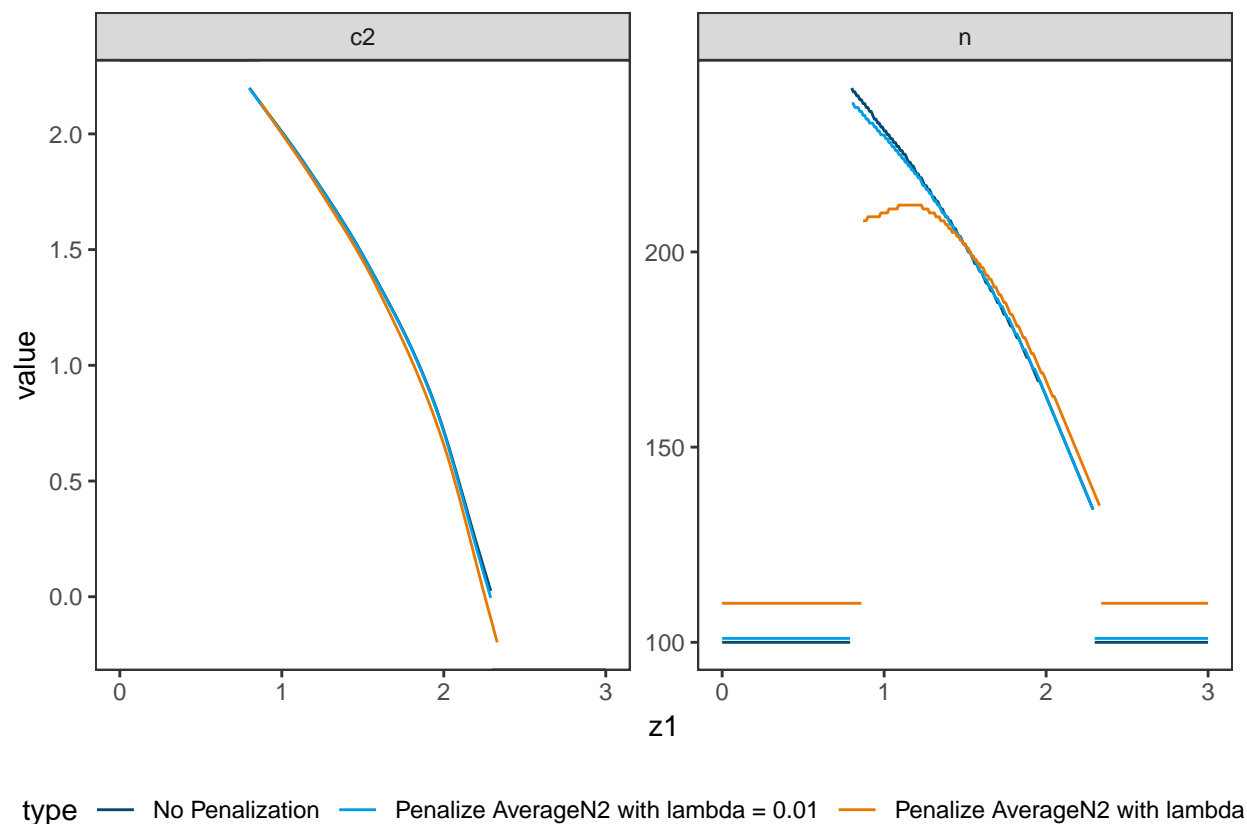 c2 n
2.0
1.5
1.0
0.5
0.0
200
150
100
value
0 1 2 3 0 1 2 3
z1
type No Penalization Penalize AverageN2 with lambda = 0.01 Penalize AverageN2 with lambda